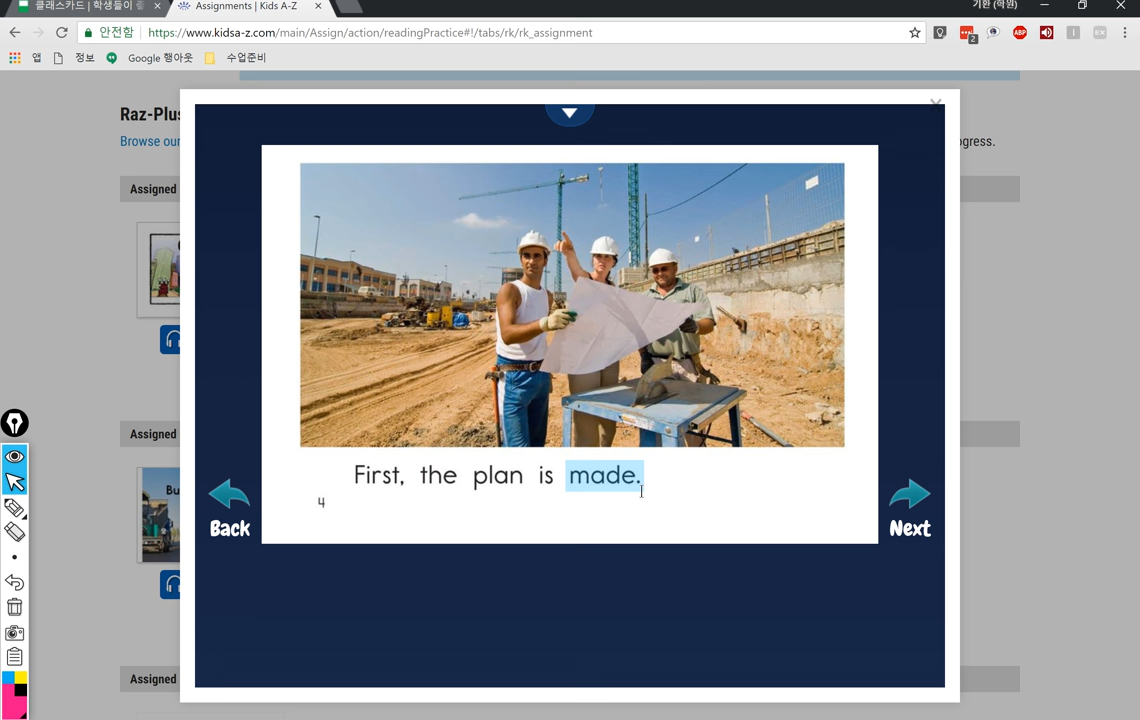 클래스카드 | 학생들이 좋
Assignments | Kids A-Z
기환 (학원)
안전함
https://www.kidsa-z.com/main/Assign/action/readingPractice#!/tabs/rk/rk_assignment
2
ABP
앱
정보
Google 행아웃
수업준비
Raz-Plus
Browse our
ogress.
Assigned
First, the plan is made.
4
Back
Next
Assigned
Bu
Assigned